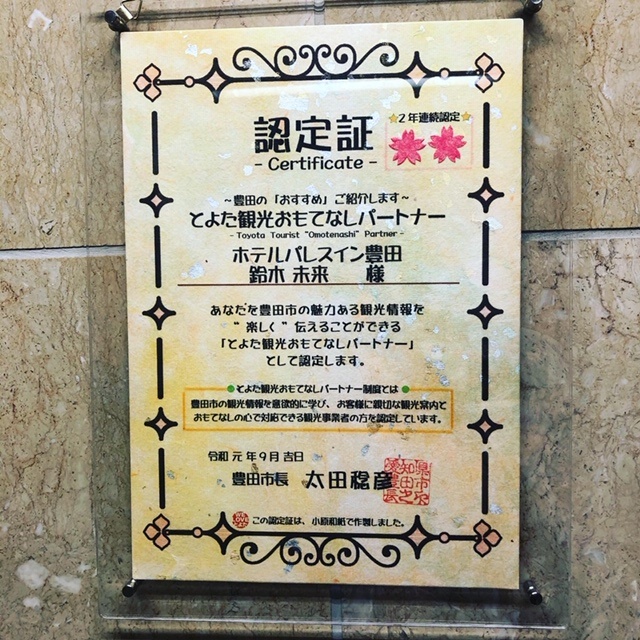 ★2年連続認定★
認定証
- Certificate -
～豊田の「おすすめ」ご紹介します～
とよた観光おもてなしパートナー
- Toyota Tourist "Omotenashi" Partner -
ホテルパレスイン豊田
鈴木 未来 様
あなたを豊田市の魅力ある観光情報を
“楽しく”伝えることができる
「とよた観光おもてなしパートナー」
として認定します。
●とよた観光おもてなしパートナー制度とは●
豊田市の観光情報を意欲的に学び、お客様に親切な観光案内と
おもてなしの心で対応できる観光事業者の方を認定しています。
令和 元 年 9 月 吉日
豊田市長 太田稔彦
この認定証は、小原和紙で作製しました。